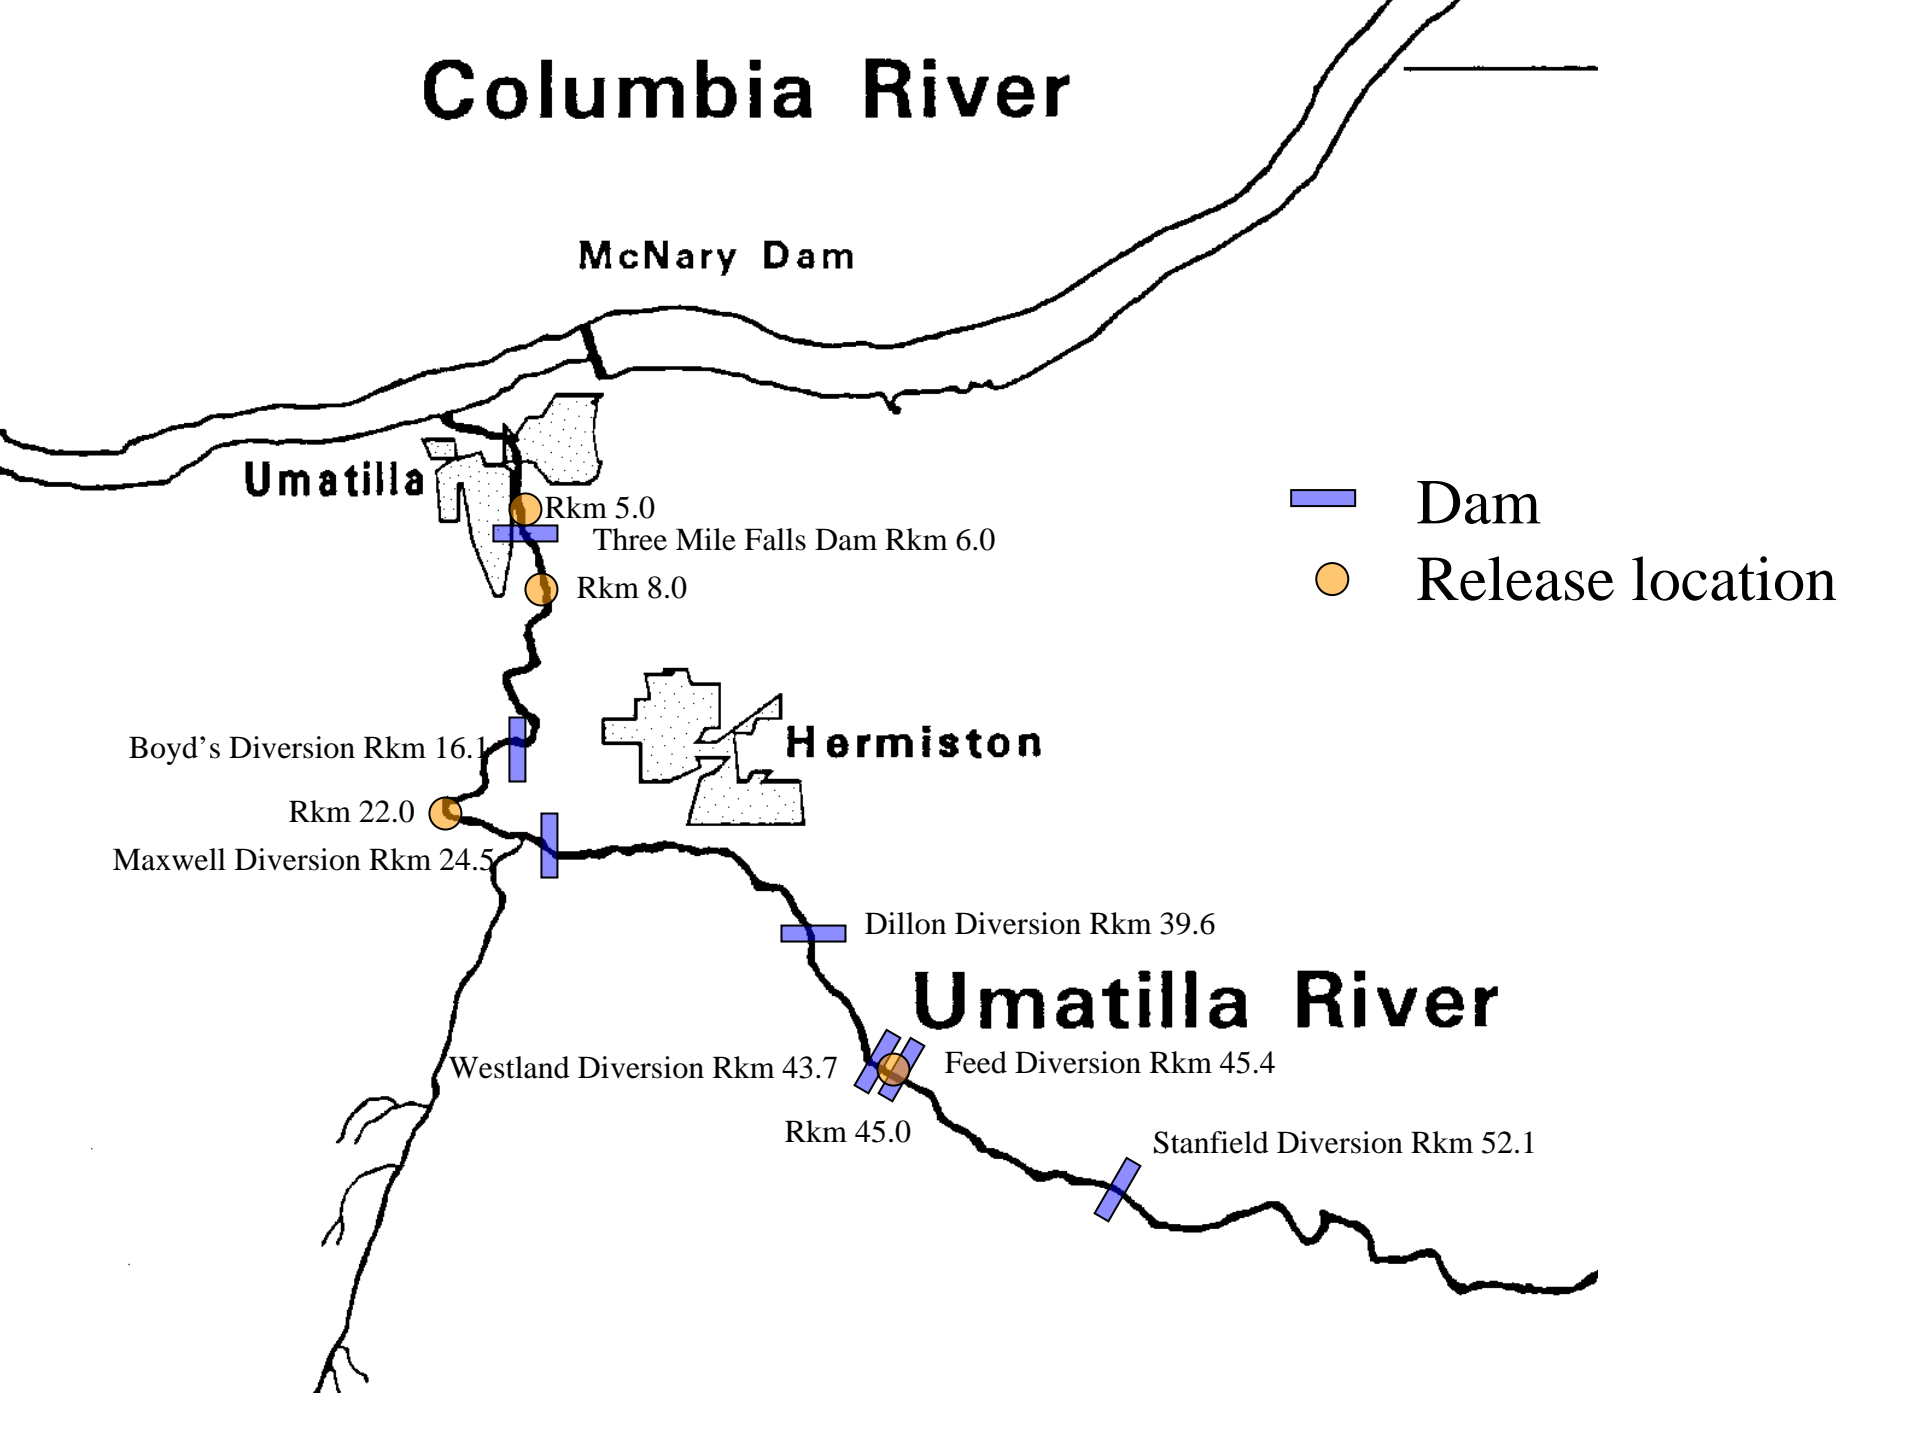 Columbia River
McNary Dam
Umatilla
Rkm 5.0
Three Mile Falls Dam Rkm 6.0
Dam
Release location
Rkm 8.0
Boyd's Diversion Rkm 16.1
Hermiston
Rkm 22.0
Maxwell Diversion Rkm 24.5
Dillon Diversion Rkm 39.6
Umatilla River
Westland Diversion Rkm 43.7
Feed Diversion Rkm 45.4
Rkm 45.0
Stanfield Diversion Rkm 52.1